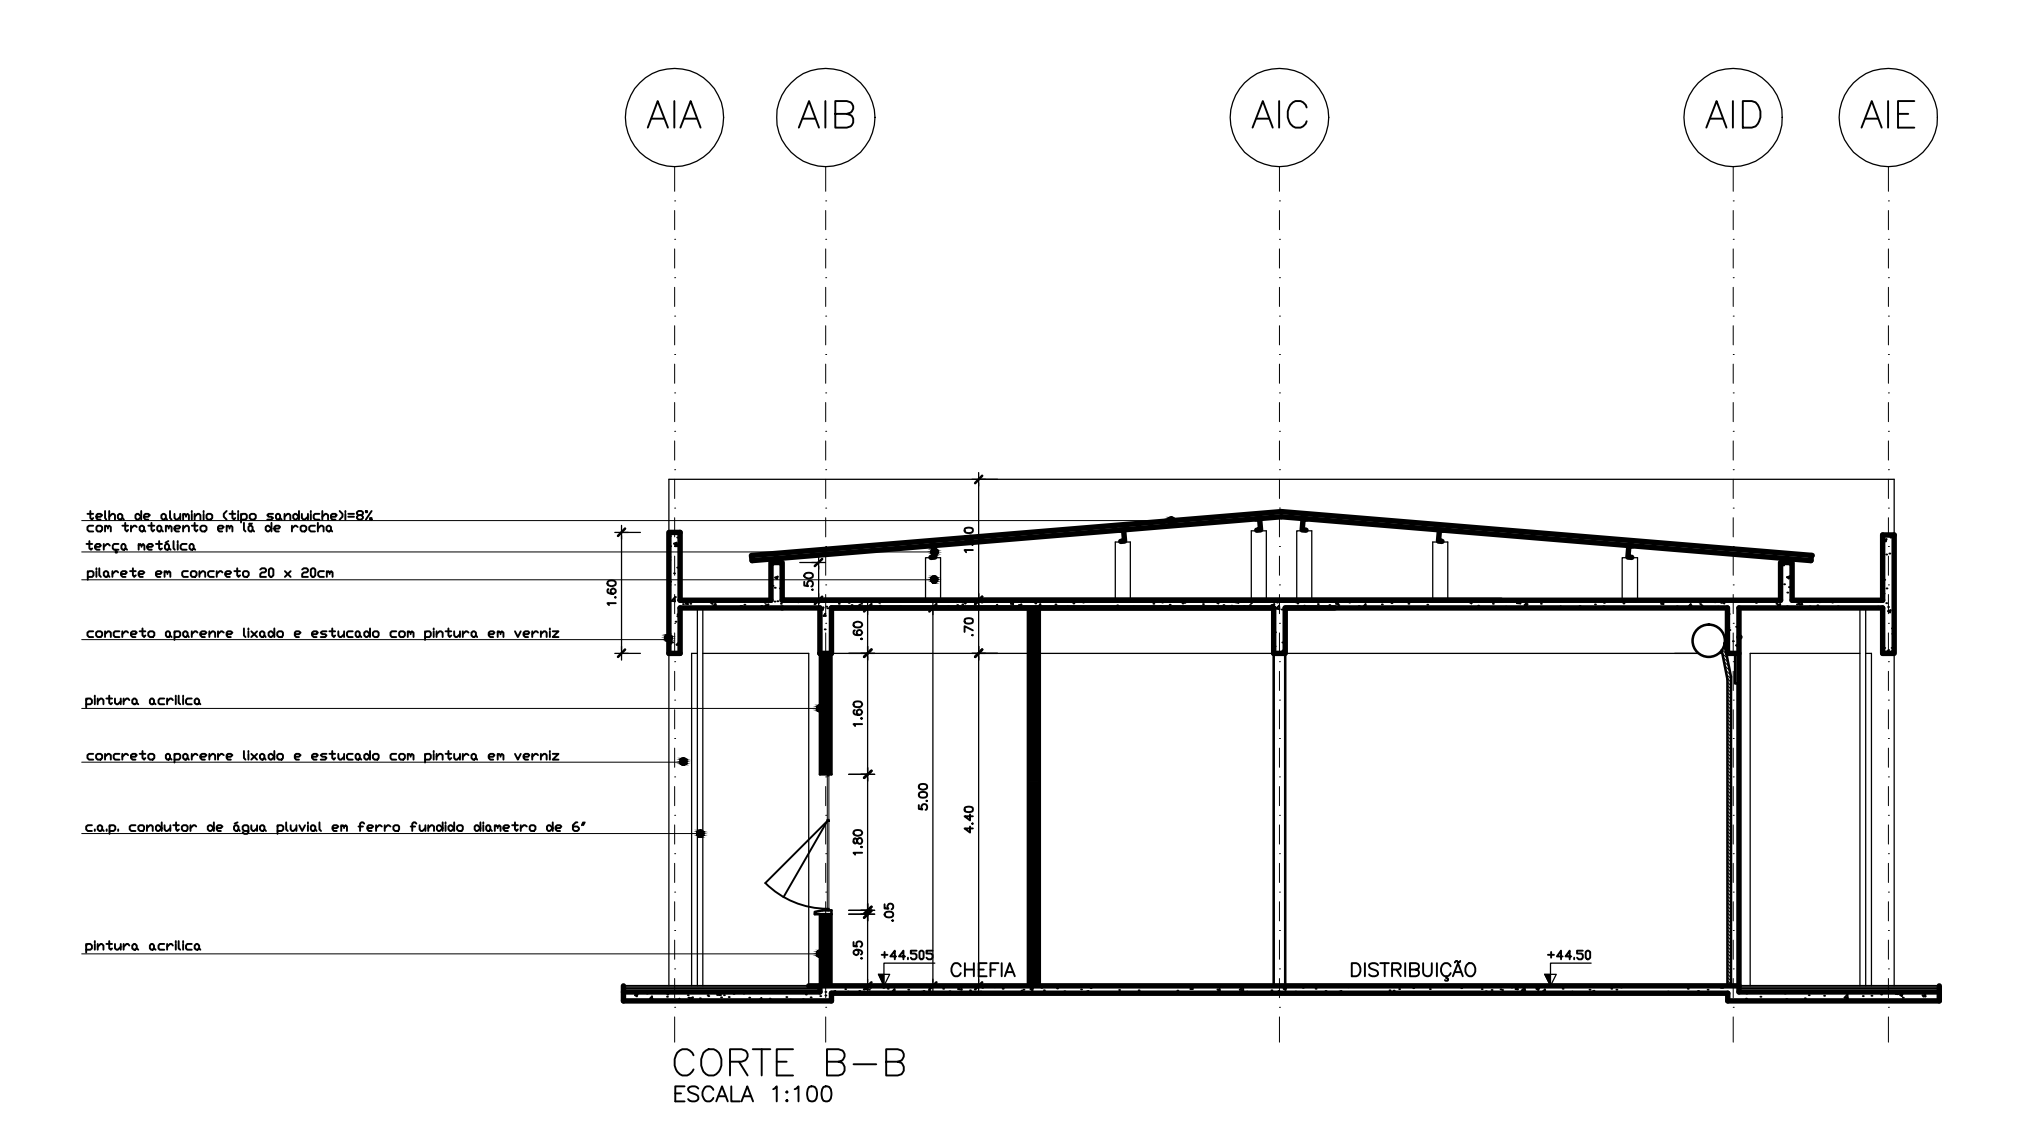 AIA AIB AIC AID AIE
telha de aluminio (tipo sanduiche)i=8%
com tratamento em lã de rocha
terça metálica
pilarete em concreto 20 x 20cm
concreto aparenre lixado e estucado com pintura em verniz
pintura acrilica
concreto aparenre lixado e estucado com pintura em verniz
c.a.p. condutor de água pluvial em ferro fundido diametro de 6"
pintura acrilica
1.60
.50
.60
.70
1.60
5.00
4.40
1.80
.05
.95
+44.505
CHEFIA
DISTRIBUIÇÃO
+44.50
CORTE B-B
ESCALA 1:100